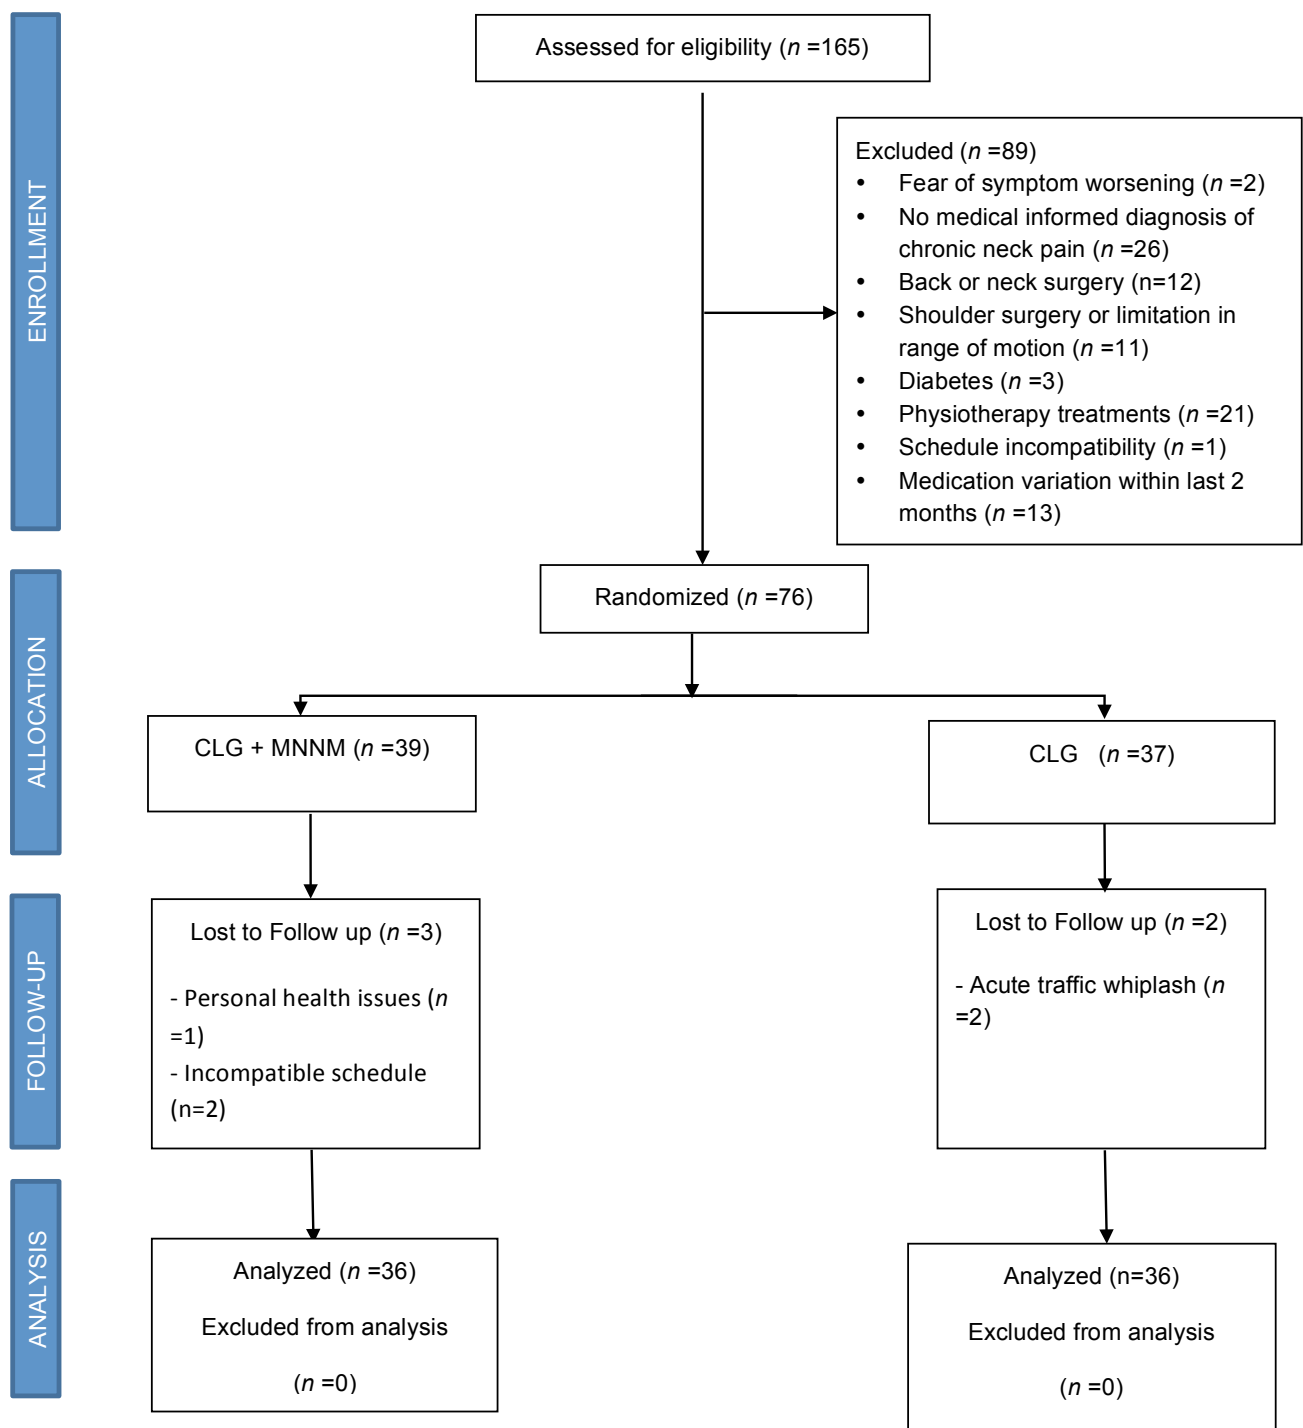 ENROLLMENT
Assessed for eligibility (n =165)
Excluded (n =89)
• Fear of symptom worsening (n =2)
• No medical informed diagnosis of
chronic neck pain (n =26)
• Back or neck surgery (n=12)
• Shoulder surgery or limitation in
range of motion (n =11)
• Diabetes (n =3)
• Physiotherapy treatments (n =21)
• Schedule incompatibility (n =1)
• Medication variation within last 2
months (n =13)
Randomized (n =76)
ALLOCATION
CLG + MNNM (n =39)
CLG (n =37)
FOLLOW-UP
Lost to Follow up (n =3)
- Personal health issues (n
=1)
- Incompatible schedule
(n=2)
Lost to Follow up (n =2)
- Acute traffic whiplash (n
=2)
ANALYSIS
Analyzed (n =36)
Excluded from analysis
(n =0)
Analyzed (n=36)
Excluded from analysis
(n =0)